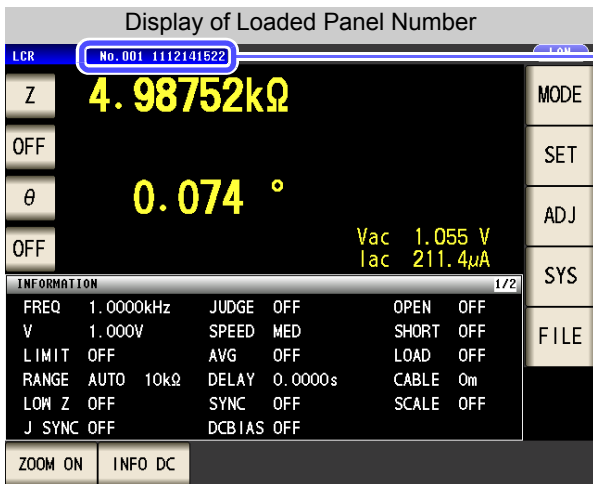 Display of Loaded Panel Number
LCR No.001 1112141522
Z 4.98752kΩ MODE
OFF SET
θ 0.074 ° ADJ
OFF Vac 1.055 V
Iac 211.4µA SYS
INFORMATION 1/2
FREQ 1.0000kHz JUDGE OFF OPEN OFF
V 1.000V SPEED MED SHORT OFF FILE
LIMIT OFF AVG OFF LOAD OFF
RANGE AUTO 10kΩ DELAY 0.0000s CABLE 0m
LOW Z OFF SYNC OFF SCALE OFF
J SYNC OFF DCBIAS OFF
ZOOM ON INFO DC